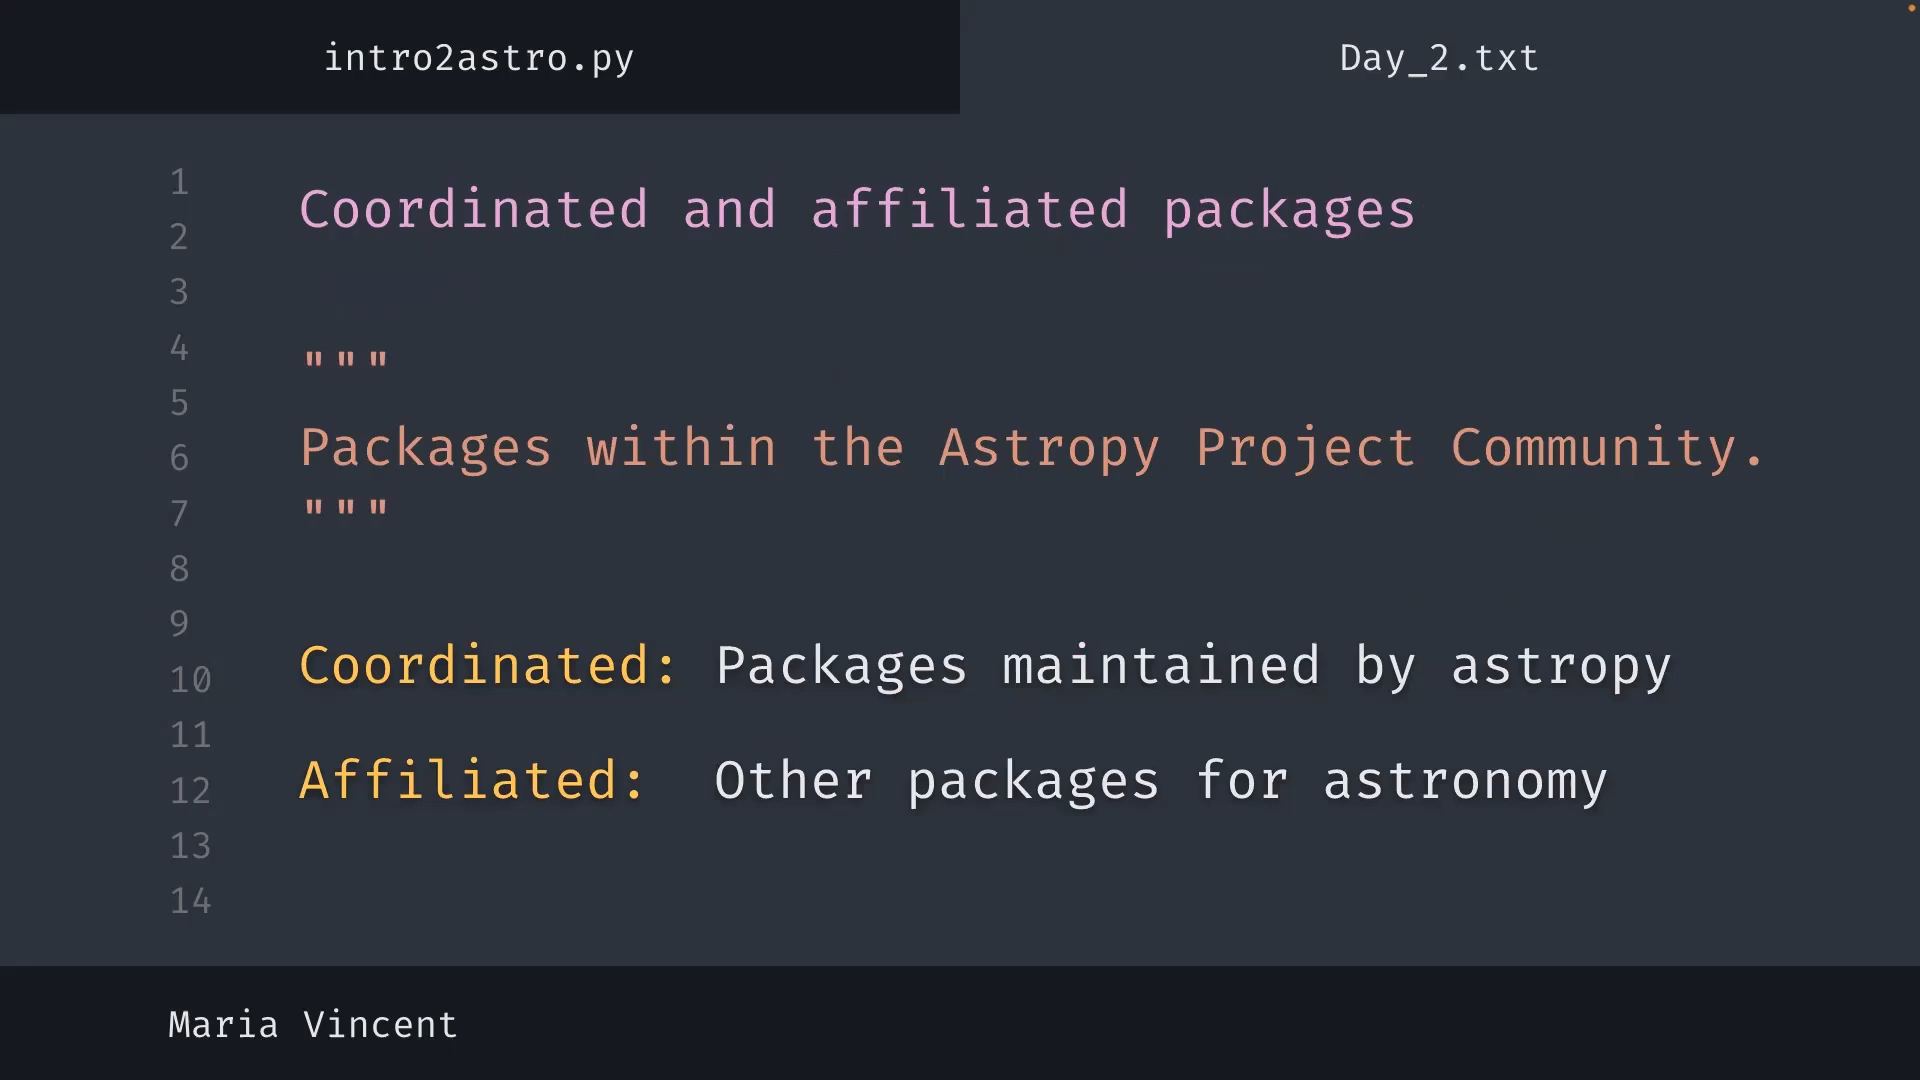 intro2astro.py
Day_2.txt
1
2
3
4
5
6
7
8
9
10
11
12
13
14
Coordinated and affiliated packages
"""
Packages within the Astropy Project Community.
"""
Coordinated: Packages maintained by astropy
Affiliated: Other packages for astronomy
Maria Vincent